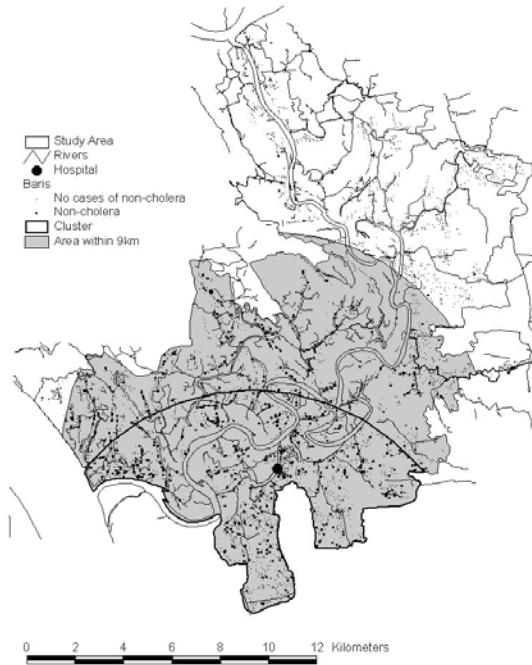 Study Area
Rivers
Hospital
Baris
No cases of non-cholera
Non-cholera
Cluster
Area within 9km
0 2 4 6 8 10 12 Kilometers